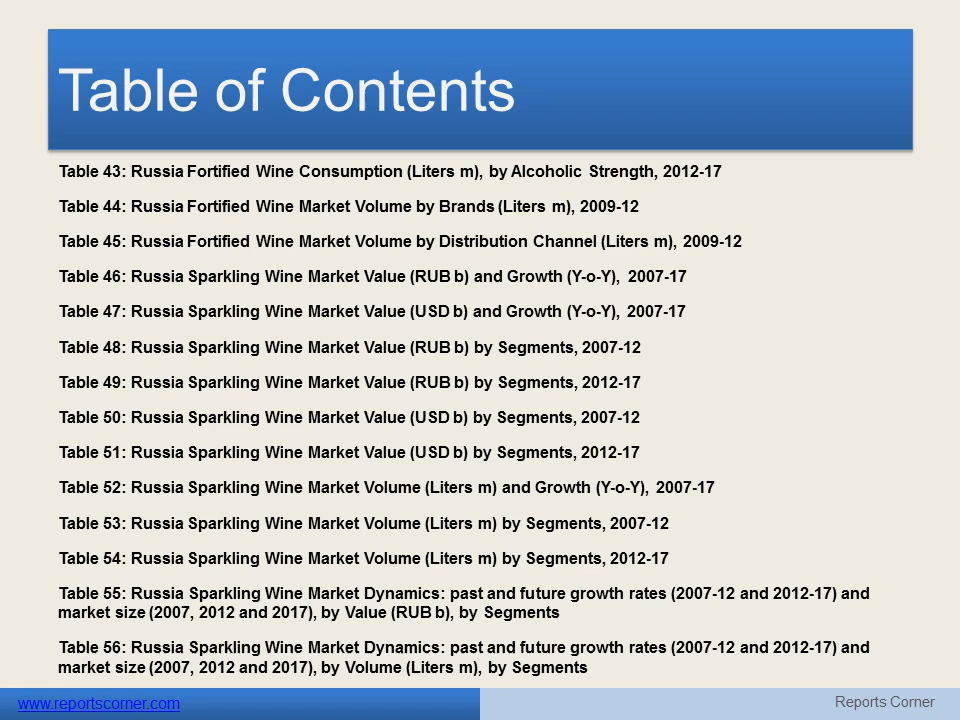 Table of Contents
Table 43: Russia Fortified Wine Consumption (Liters m), by Alcoholic Strength, 2012-17
Table 44: Russia Fortified Wine Market Volume by Brands (Liters m), 2009-12
Table 45: Russia Fortified Wine Market Volume by Distribution Channel (Liters m), 2009-12
Table 46: Russia Sparkling Wine Market Value (RUB b) and Growth (Y-o-Y), 2007-17
Table 47: Russia Sparkling Wine Market Value (USD b) and Growth (Y-o-Y), 2007-17
Table 48: Russia Sparkling Wine Market Value (RUB b) by Segments, 2007-12
Table 49: Russia Sparkling Wine Market Value (RUB b) by Segments, 2012-17
Table 50: Russia Sparkling Wine Market Value (USD b) by Segments, 2007-12
Table 51: Russia Sparkling Wine Market Value (USD b) by Segments, 2012-17
Table 52: Russia Sparkling Wine Market Volume (Liters m) and Growth (Y-o-Y), 2007-17
Table 53: Russia Sparkling Wine Market Volume (Liters m) by Segments, 2007-12
Table 54: Russia Sparkling Wine Market Volume (Liters m) by Segments, 2012-17
Table 55: Russia Sparkling Wine Market Dynamics: past and future growth rates (2007-12 and 2012-17) and
market size (2007, 2012 and 2017), by Value (RUB b), by Segments
Table 56: Russia Sparkling Wine Market Dynamics: past and future growth rates (2007-12 and 2012-17) and
market size (2007, 2012 and 2017), by Volume (Liters m), by Segments
www.reportscorner.com
Reports Corner